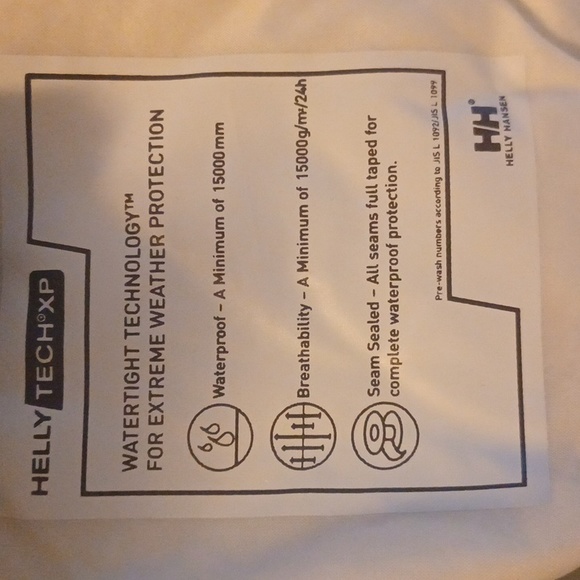 HELLY TECH® XP
WATERTIGHT TECHNOLOGY™
FOR EXTREME WEATHER PROTECTION
Waterproof – A Minimum of 15000mm
Breathability – A Minimum of 15000g/m²/24h
Seam Sealed – All seams full taped for
complete waterproof protection.
Pre-wash numbers according to JIS L 1092/JIS L 1099
HH®
HELLY HANSEN